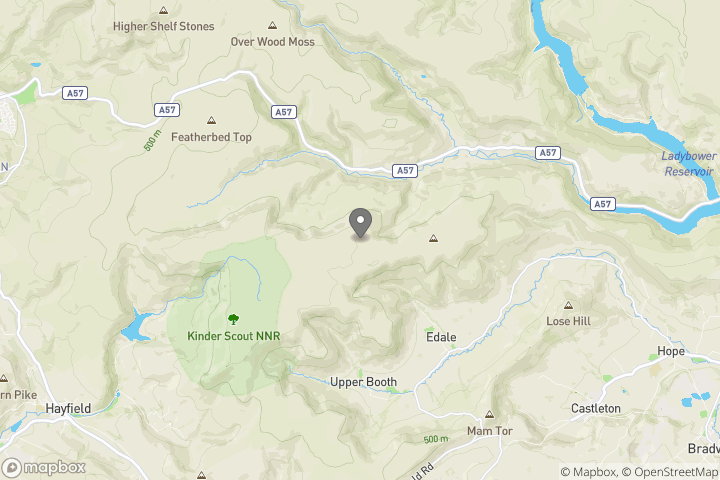 Higher Shelf Stones
Over Wood Moss
A57
A57
A57
500 m
Featherbed Top
A57
A57
Ladybower
Reservoir
A57
N
Kinder Scout NNR
Edale
Lose Hill
Hope
Upper Booth
rn Pike
Hayfield
Castleton
Mam Tor
500 m
Bradw
ld Rd
mapbox
© Mapbox, © OpenStreetMap